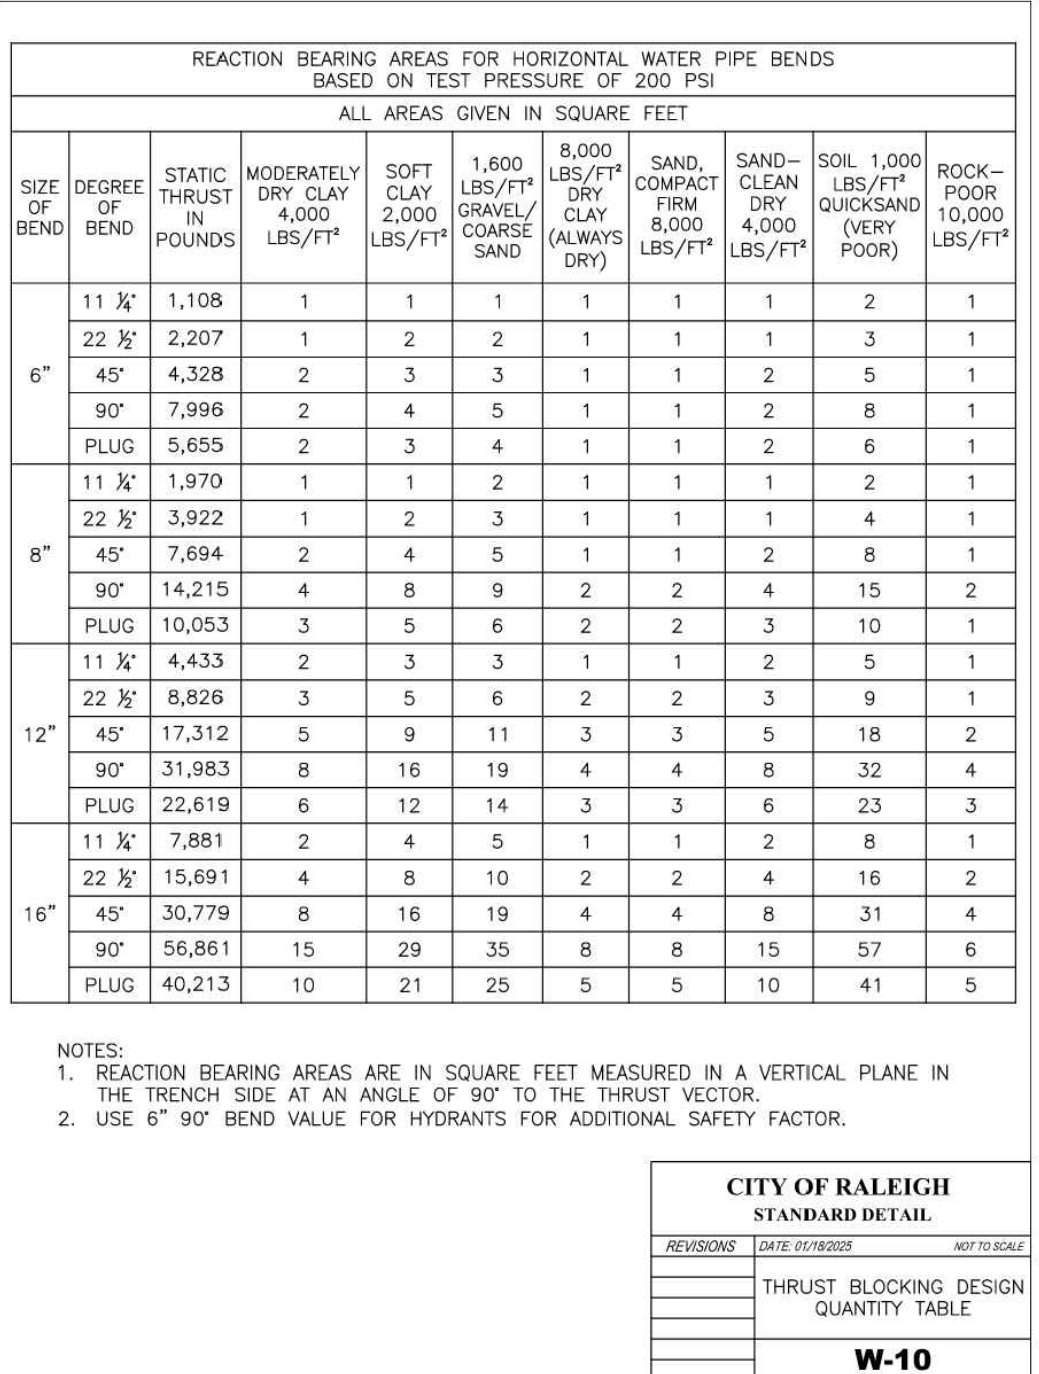 REACTION BEARING AREAS FOR HORIZONTAL WATER PIPE BENDS
BASED ON TEST PRESSURE OF 200 PSI
ALL AREAS GIVEN IN SQUARE FEET
SIZE OF BEND | DEGREE OF BEND | STATIC THRUST IN POUNDS | MODERATELY DRY CLAY 4,000 LBS/FT² | SOFT CLAY 2,000 LBS/FT² | 1,600 LBS/FT² GRAVEL/ COARSE SAND | 8,000 LBS/FT² DRY CLAY (ALWAYS DRY) | SAND, COMPACT FIRM 8,000 LBS/FT² | SAND– CLEAN DRY 4,000 LBS/FT² | SOIL 1,000 LBS/FT² QUICKSAND (VERY POOR) | ROCK– POOR 10,000 LBS/FT²
6" | 11 ¼° | 1,108 | 1 | 1 | 1 | 1 | 1 | 1 | 2 | 1
22 ½° | 2,207 | 1 | 2 | 2 | 1 | 1 | 1 | 3 | 1
45° | 4,328 | 2 | 3 | 3 | 1 | 1 | 2 | 5 | 1
90° | 7,996 | 2 | 4 | 5 | 1 | 1 | 2 | 8 | 1
PLUG | 5,655 | 2 | 3 | 4 | 1 | 1 | 2 | 6 | 1
8" | 11 ¼° | 1,970 | 1 | 1 | 2 | 1 | 1 | 1 | 2 | 1
22 ½° | 3,922 | 1 | 2 | 3 | 1 | 1 | 1 | 4 | 1
45° | 7,694 | 2 | 4 | 5 | 1 | 1 | 2 | 8 | 1
90° | 14,215 | 4 | 8 | 9 | 2 | 2 | 4 | 15 | 2
PLUG | 10,053 | 3 | 5 | 6 | 2 | 2 | 3 | 10 | 1
12" | 11 ¼° | 4,433 | 2 | 3 | 3 | 1 | 1 | 2 | 5 | 1
22 ½° | 8,826 | 3 | 5 | 6 | 2 | 2 | 3 | 9 | 1
45° | 17,312 | 5 | 9 | 11 | 3 | 3 | 5 | 18 | 2
90° | 31,983 | 8 | 16 | 19 | 4 | 4 | 8 | 32 | 4
PLUG | 22,619 | 6 | 12 | 14 | 3 | 3 | 6 | 23 | 3
16" | 11 ¼° | 7,881 | 2 | 4 | 5 | 1 | 1 | 2 | 8 | 1
22 ½° | 15,691 | 4 | 8 | 10 | 2 | 2 | 4 | 16 | 2
45° | 30,779 | 8 | 16 | 19 | 4 | 4 | 8 | 31 | 4
90° | 56,861 | 15 | 29 | 35 | 8 | 8 | 15 | 57 | 6
PLUG | 40,213 | 10 | 21 | 25 | 5 | 5 | 10 | 41 | 5
NOTES:
1. REACTION BEARING AREAS ARE IN SQUARE FEET MEASURED IN A VERTICAL PLANE IN
THE TRENCH SIDE AT AN ANGLE OF 90° TO THE THRUST VECTOR.
2. USE 6" 90° BEND VALUE FOR HYDRANTS FOR ADDITIONAL SAFETY FACTOR.
CITY OF RALEIGH
STANDARD DETAIL
REVISIONS | DATE: 01/18/2025 | NOT TO SCALE
THRUST BLOCKING DESIGN
QUANTITY TABLE
W-10